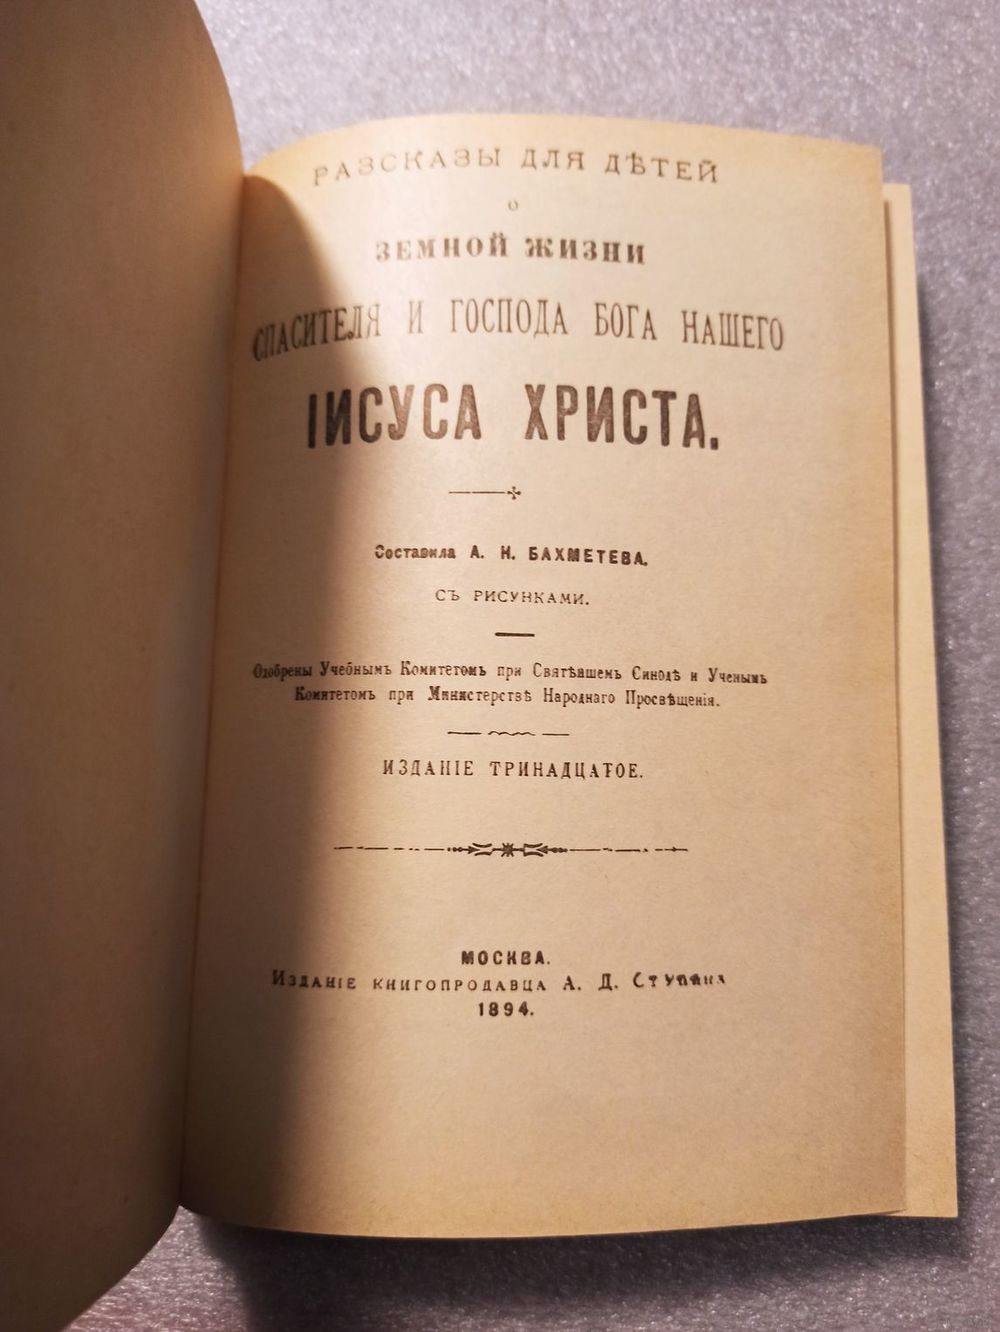 РАЗСКАЗЫ ДЛЯ ДѢТЕЙ
О
ЗЕМНОЙ ЖИЗНИ
СПАСИТЕЛЯ И ГОСПОДА БОГА НАШЕГО
ІИСУСА ХРИСТА.
Составила А. Н. БАХМЕТЕВА.
СЪ РИСУНКАМИ.
Одобрены Учебнымъ Комитетомъ при Святѣйшемъ Синодѣ и Ученымъ
Комитетомъ при Министерствѣ Народнаго Просвѣщенія.
ИЗДАНІЕ ТРИНАДЦАТОЕ.
МОСКВА.
Изданіе книгопродавца А. Д. Ступина
1894.